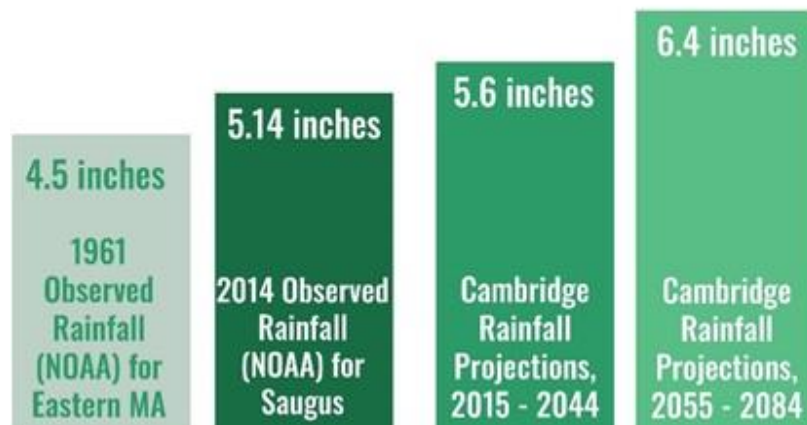 4.5 inches
1961
Observed
Rainfall
(NOAA) for
Eastern MA
5.14 inches
2014 Observed
Rainfall
(NOAA) for
Saugus
5.6 inches
Cambridge
Rainfall
Projections,
2015 - 2044
6.4 inches
Cambridge
Rainfall
Projections,
2055 - 2084